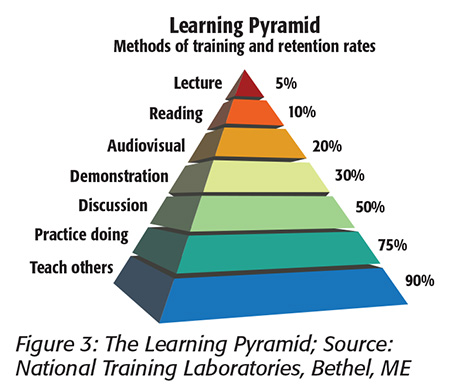 Learning Pyramid
Methods of training and retention rates
Lecture 5%
Reading 10%
Audiovisual 20%
Demonstration 30%
Discussion 50%
Practice doing 75%
Teach others 90%
Figure 3: The Learning Pyramid; Source:
National Training Laboratories, Bethel, ME